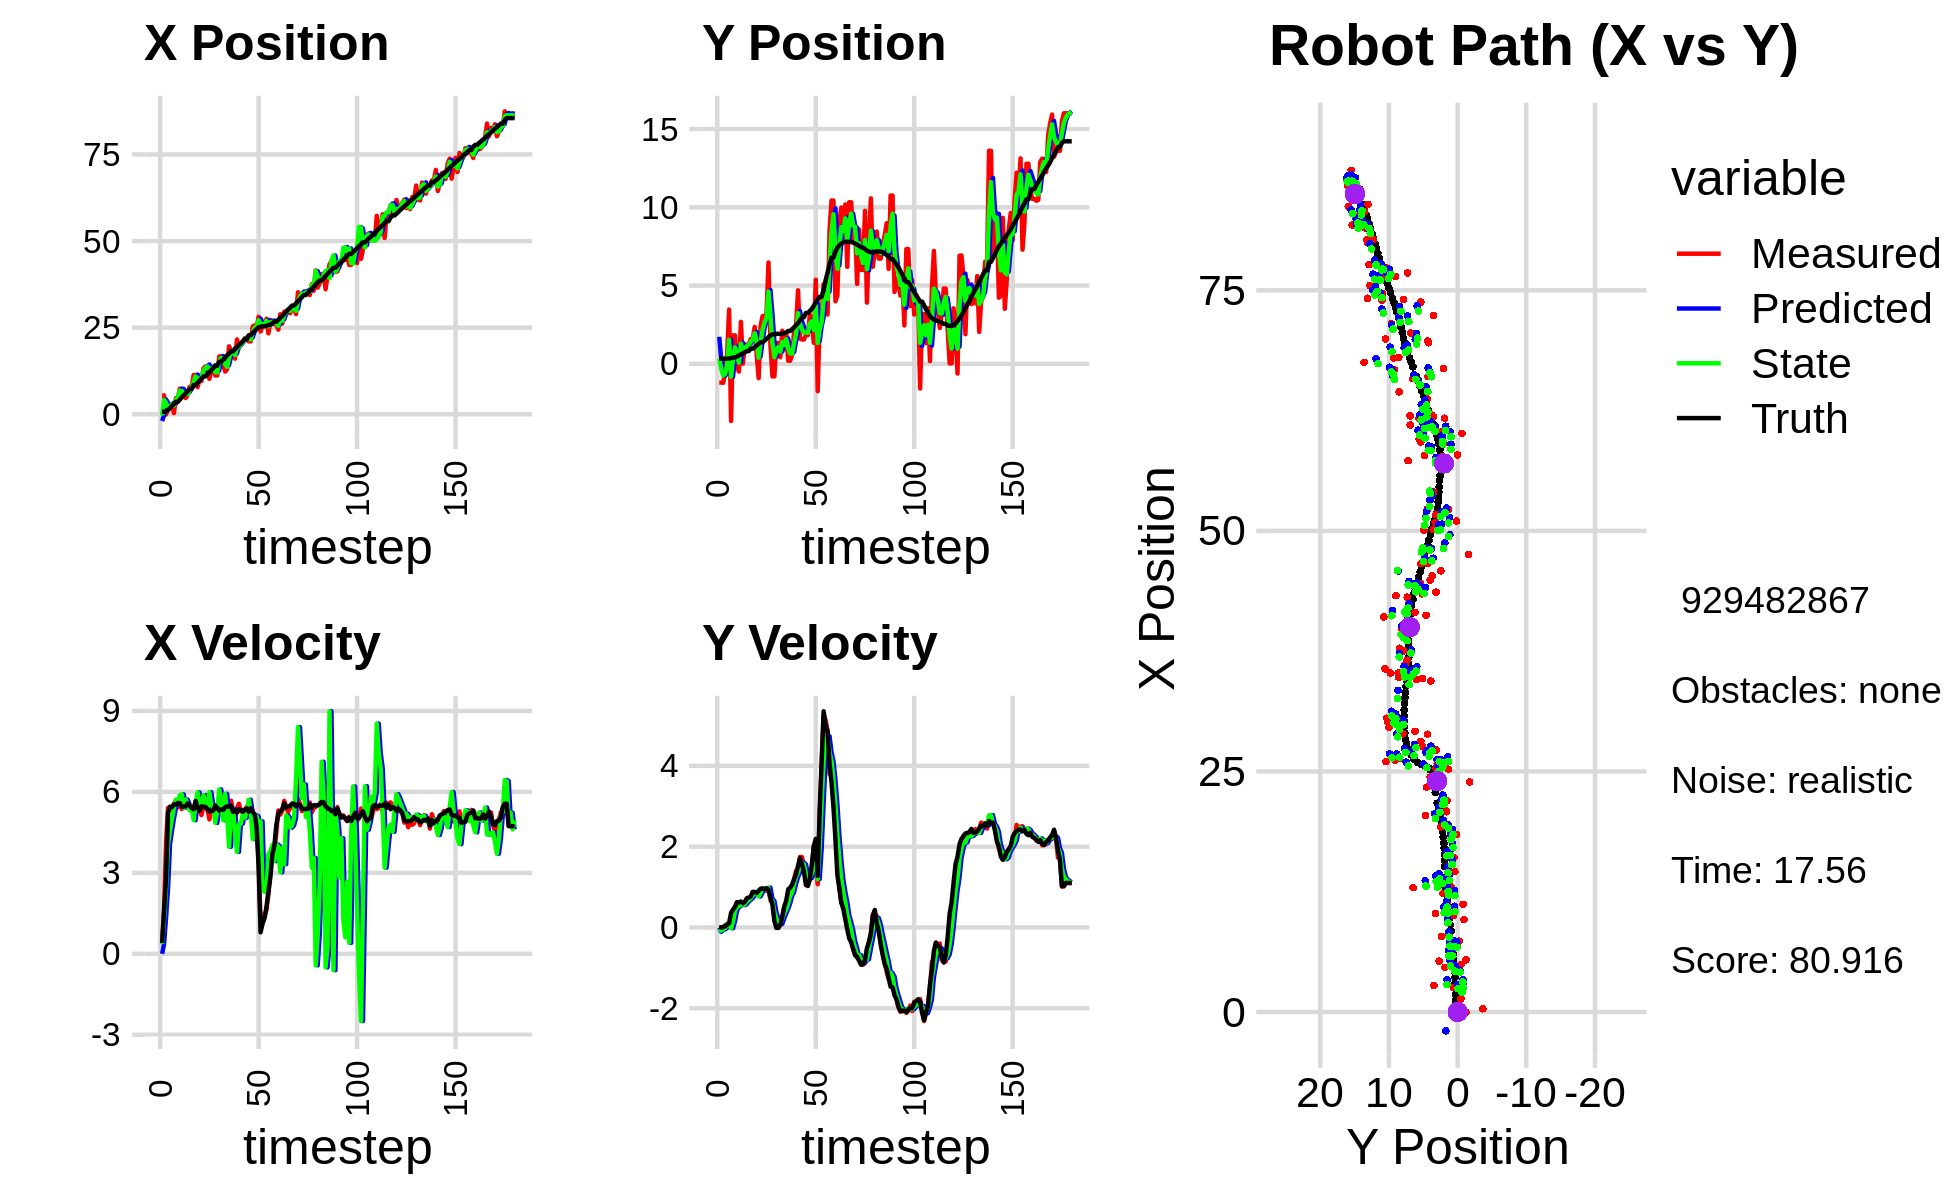 X Position
75
50
25
0
0
50
100
150
timestep
Y Position
15
10
5
0
0
50
100
150
timestep
X Velocity
9
6
3
0
-3
0
50
100
150
timestep
Y Velocity
4
2
0
-2
0
50
100
150
timestep
Robot Path (X vs Y)
X Position
75
50
25
0
20 10 0 -10 -20
Y Position
variable
Measured
Predicted
State
Truth
929482867
Obstacles: none
Noise: realistic
Time: 17.56
Score: 80.916